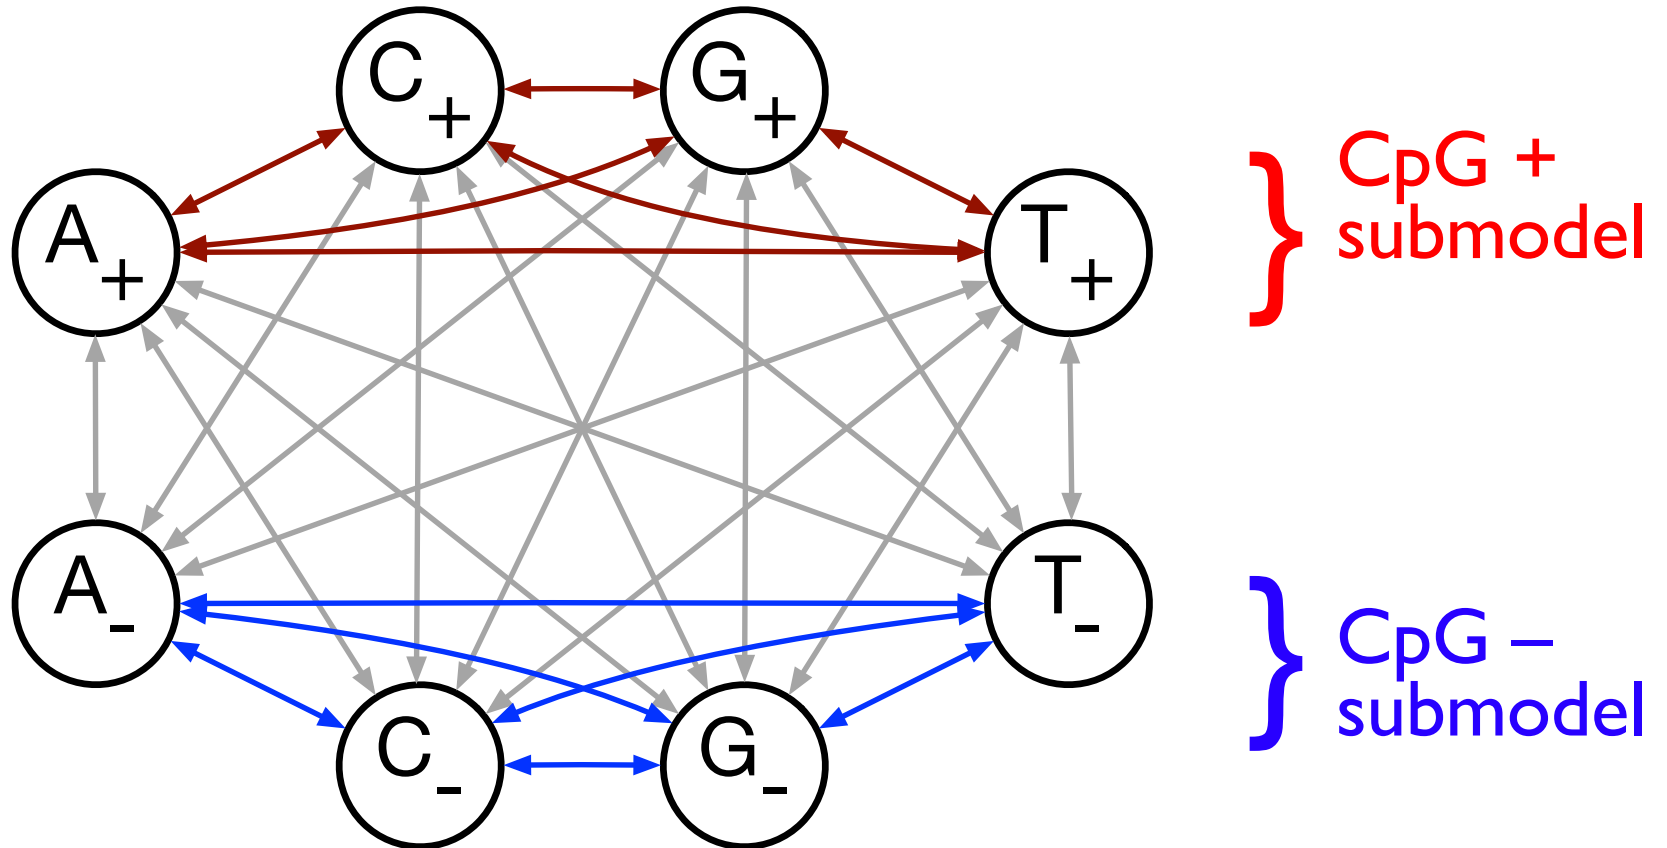 C+
G+
A+
T+
} CpG +
submodel
A-
T-
C-
G-
} CpG –
submodel